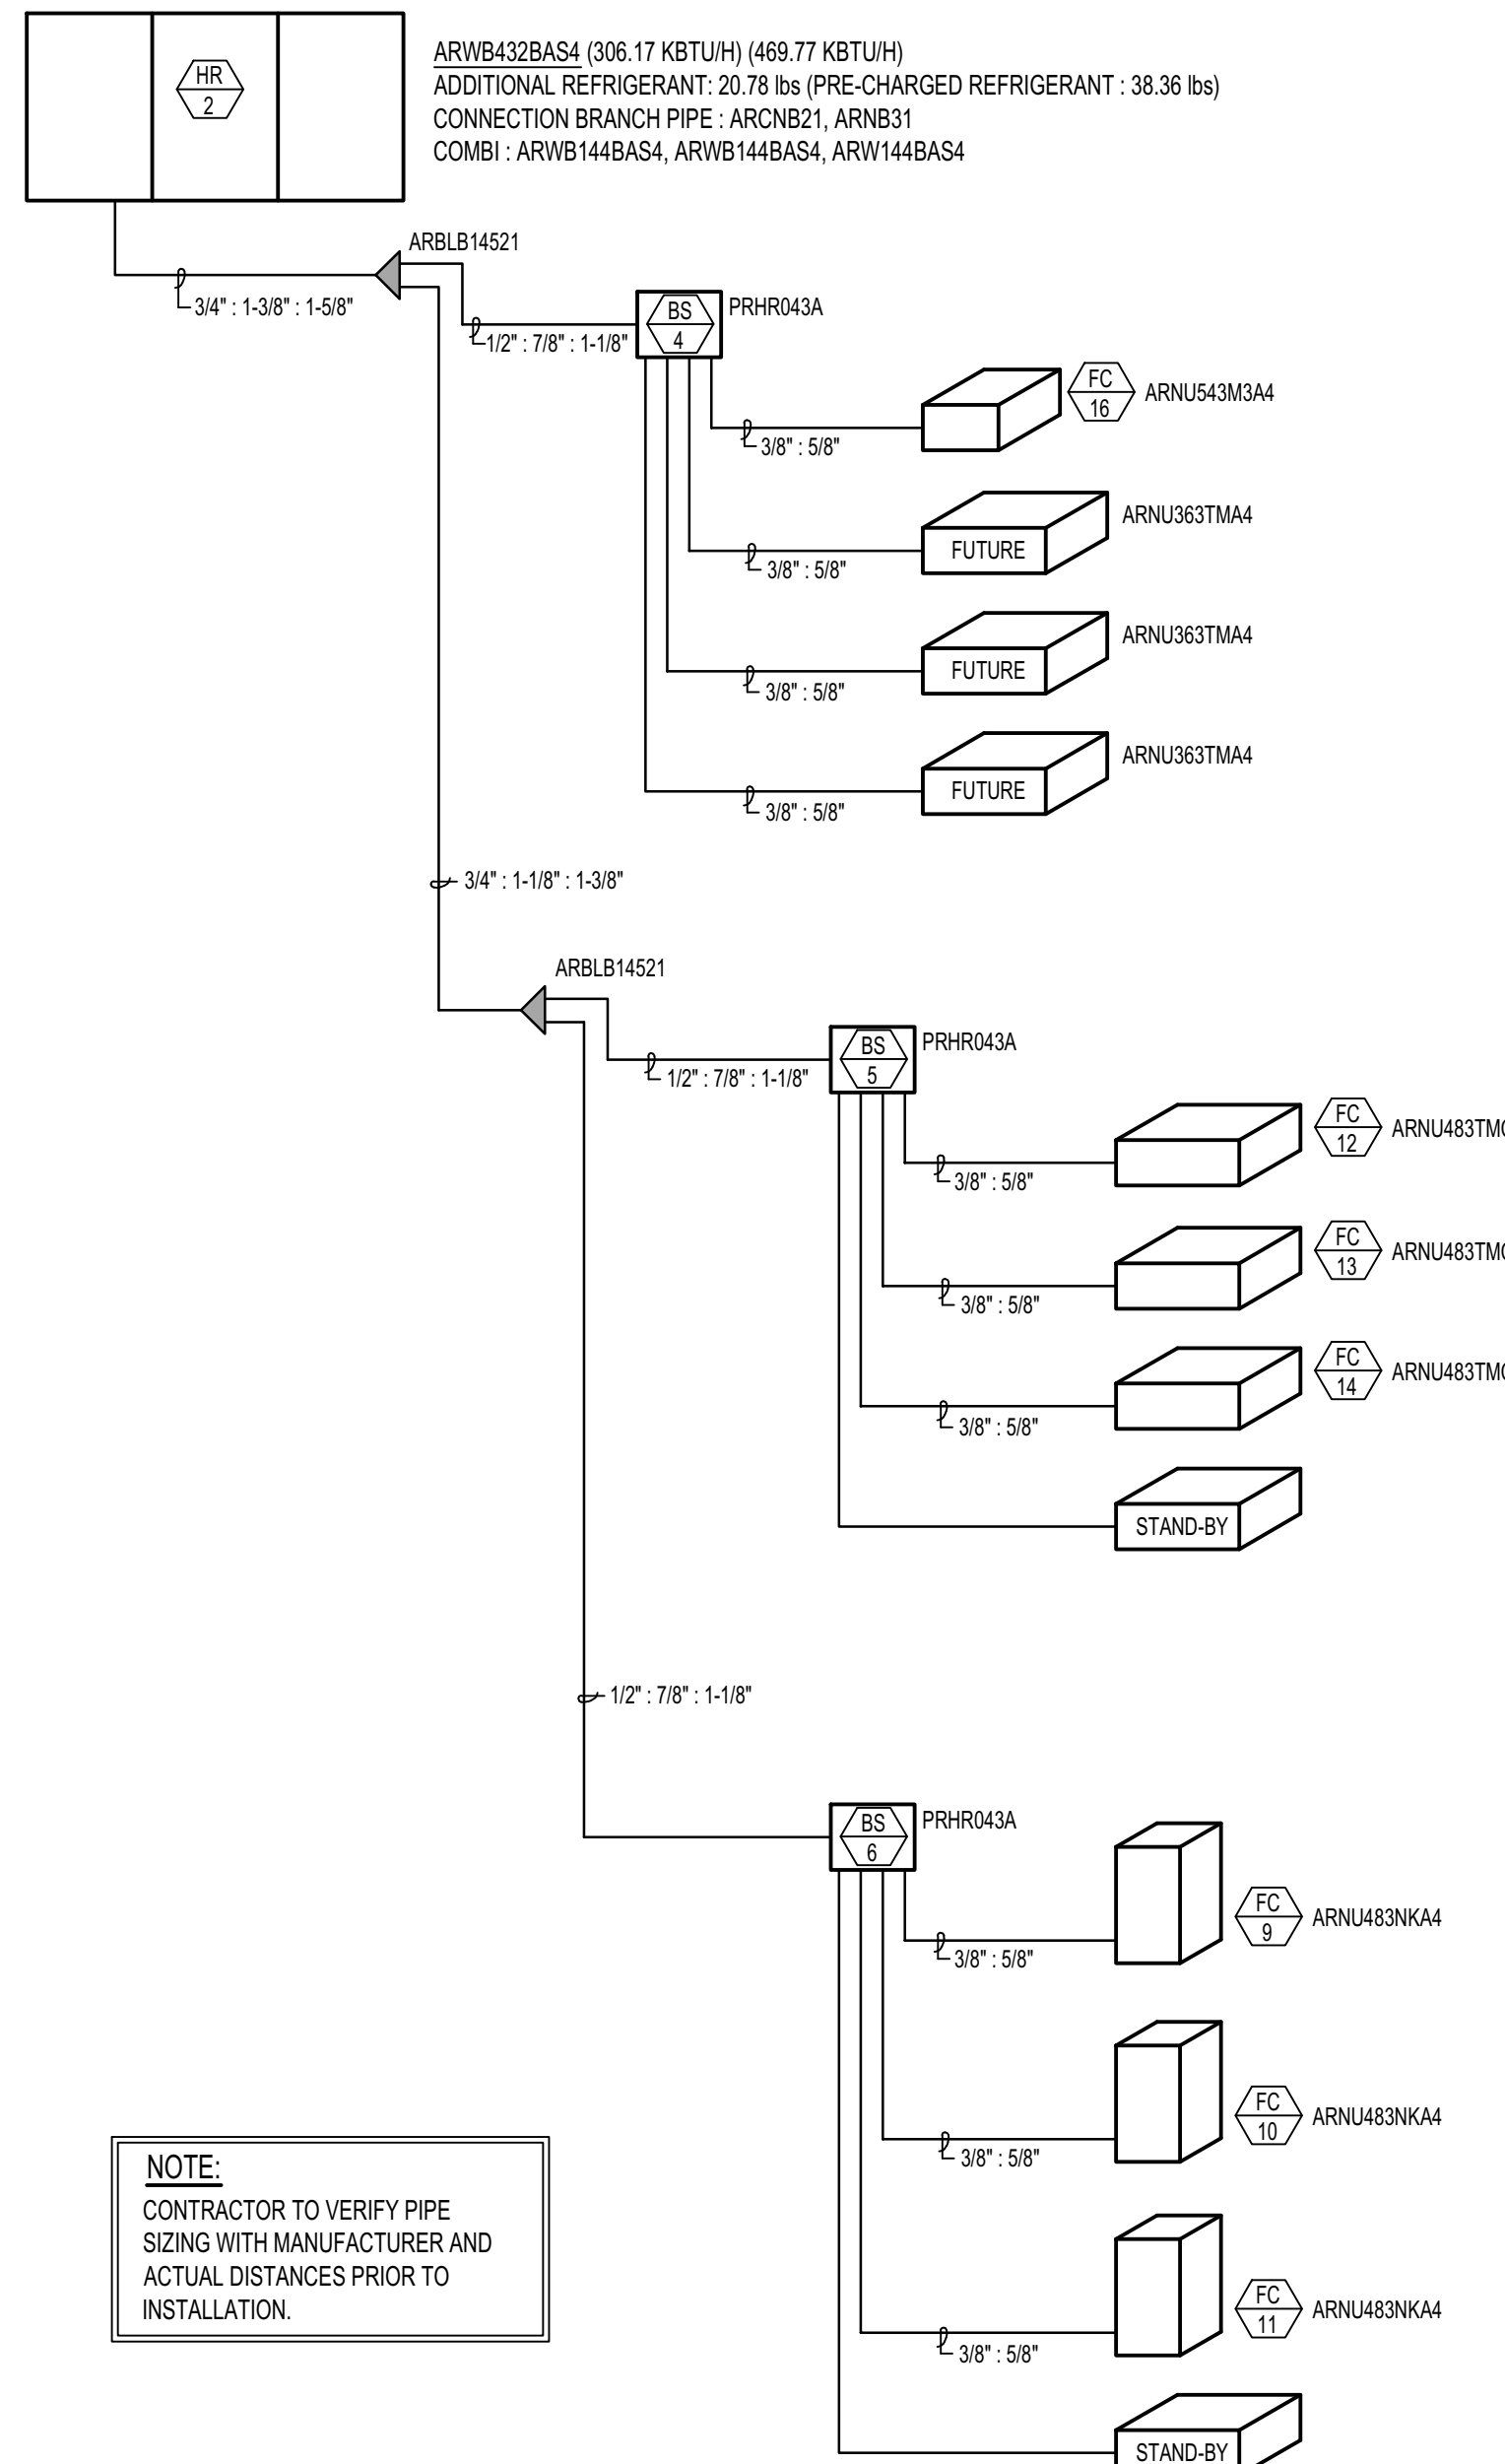 HR
2
ARWB432BAS4 (306.17 KBTU/H) (469.77 KBTU/H)
ADDITIONAL REFRIGERANT: 20.78 lbs (PRE-CHARGED REFRIGERANT : 38.36 lbs)
CONNECTION BRANCH PIPE : ARCNB21, ARNB31
COMBI : ARWB144BAS4, ARWB144BAS4, ARW144BAS4
ARBLB14521
3/4" : 1-3/8" : 1-5/8"
1/2" : 7/8" : 1-1/8"
BS
4
PRHR043A
FC
16
ARNU543M3A4
3/8" : 5/8"
ARNU363TMA4
FUTURE
3/8" : 5/8"
ARNU363TMA4
FUTURE
3/8" : 5/8"
ARNU363TMA4
FUTURE
3/8" : 5/8"
3/4" : 1-1/8" : 1-3/8"
ARBLB14521
1/2" : 7/8" : 1-1/8"
BS
5
PRHR043A
FC
12
ARNU483TM
3/8" : 5/8"
FC
13
ARNU483TM
3/8" : 5/8"
FC
14
ARNU483TM
3/8" : 5/8"
STAND-BY
1/2" : 7/8" : 1-1/8"
BS
6
PRHR043A
FC
9
ARNU483NKA4
3/8" : 5/8"
FC
10
ARNU483NKA4
3/8" : 5/8"
FC
11
ARNU483NKA4
3/8" : 5/8"
STAND-BY
NOTE:
CONTRACTOR TO VERIFY PIPE
SIZING WITH MANUFACTURER AND
ACTUAL DISTANCES PRIOR TO
INSTALLATION.